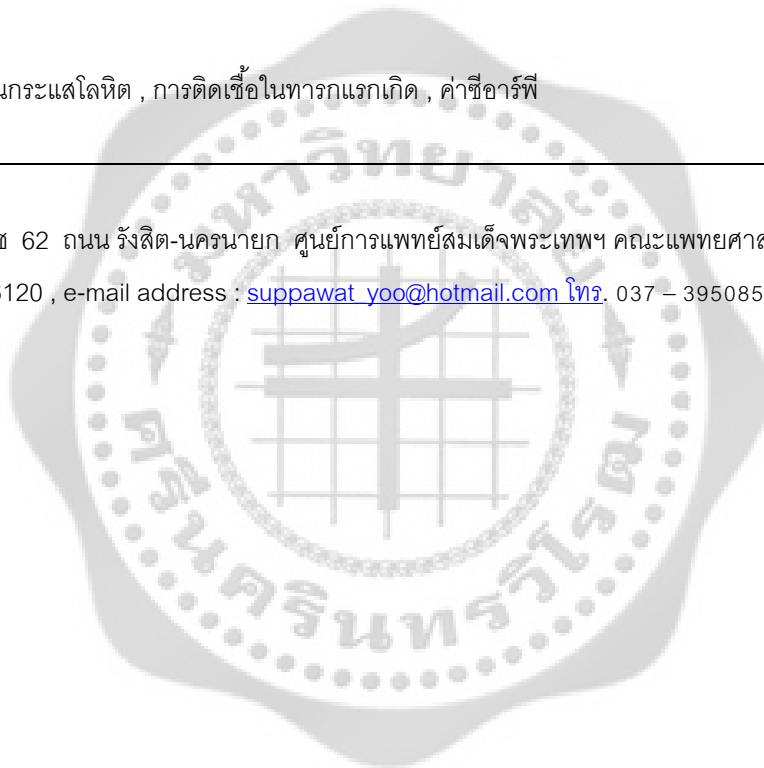 นกระแสโลหิต , การติดเชื้อในทารกแรกเกิด , ค่าซีอาร์พี
มหาวิทยาลัย
ช 62 ถนน รังสิต-นครนายก ศูนย์การแพทย์สมเด็จพระเทพฯ คณะแพทยศาส
6120 , e-mail address : suppawat_yoo@hotmail.com โทร. 037 – 395085
ศรีนครินทรวิโรฒ